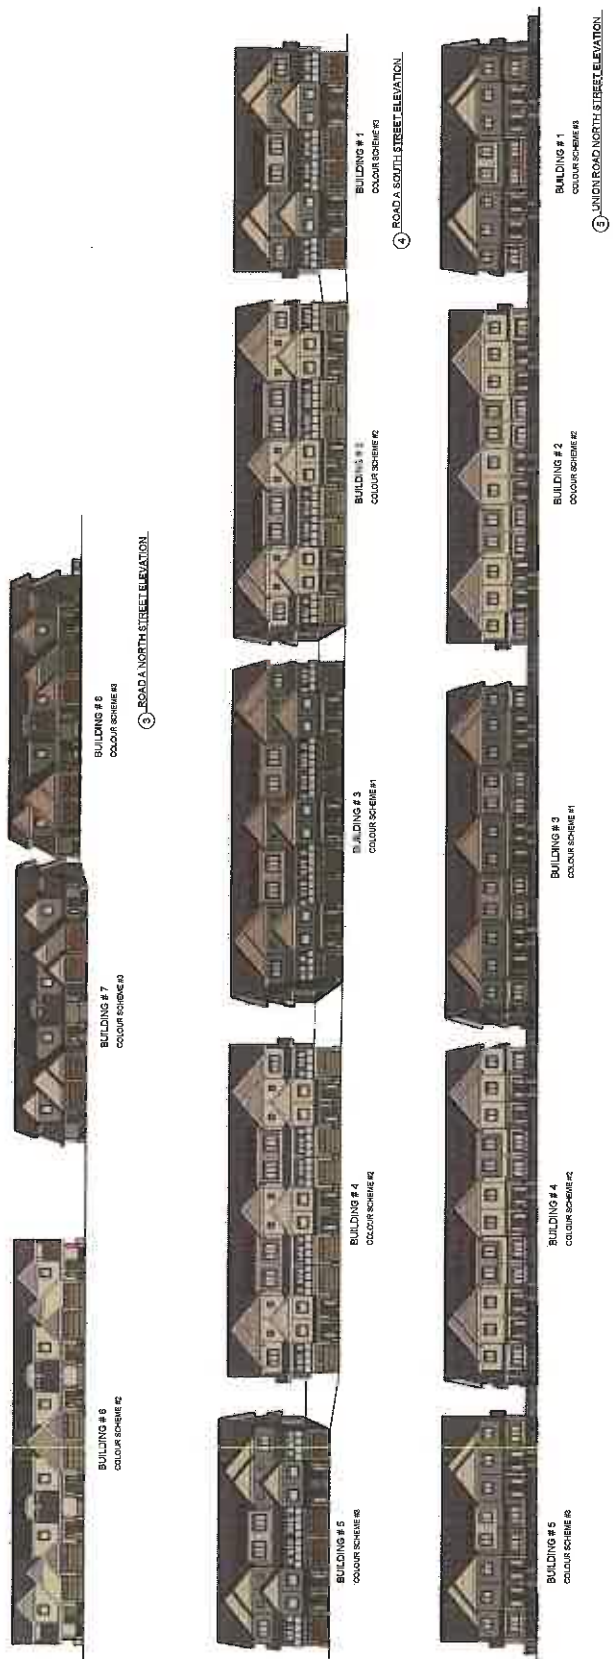 BUILDING # 6
COLOUR SCHEME #2
BUILDING # 7
COLOUR SCHEME #3
BUILDING # 8
COLOUR SCHEME #3
3 ROAD A NORTH STREET ELEVATION
BUILDING # 5
COLOUR SCHEME #3
BUILDING # 4
COLOUR SCHEME #2
BUILDING # 3
COLOUR SCHEME #1
BUILDING # 2
COLOUR SCHEME #2
BUILDING # 1
COLOUR SCHEME #3
4 ROAD A SOUTH STREET ELEVATION
BUILDING # 5
COLOUR SCHEME #3
BUILDING # 4
COLOUR SCHEME #2
BUILDING # 3
COLOUR SCHEME #1
BUILDING # 2
COLOUR SCHEME #2
BUILDING # 1
COLOUR SCHEME #3
5 UNION ROAD NORTH STREET ELEVATION